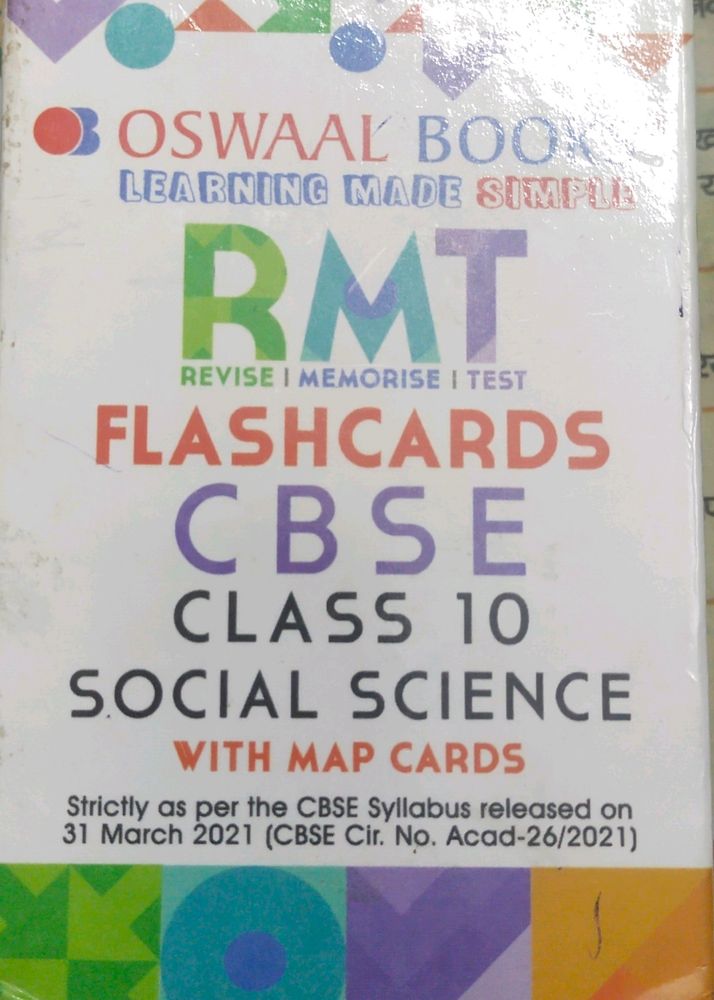 OSWAAL BOOKS
LEARNING MADE SIMPLE
RMT
REVISE | MEMORISE | TEST
FLASHCARDS
CBSE
CLASS 10
SOCIAL SCIENCE
WITH MAP CARDS
Strictly as per the CBSE Syllabus released on
31 March 2021 (CBSE Cir. No. Acad-26/2021)